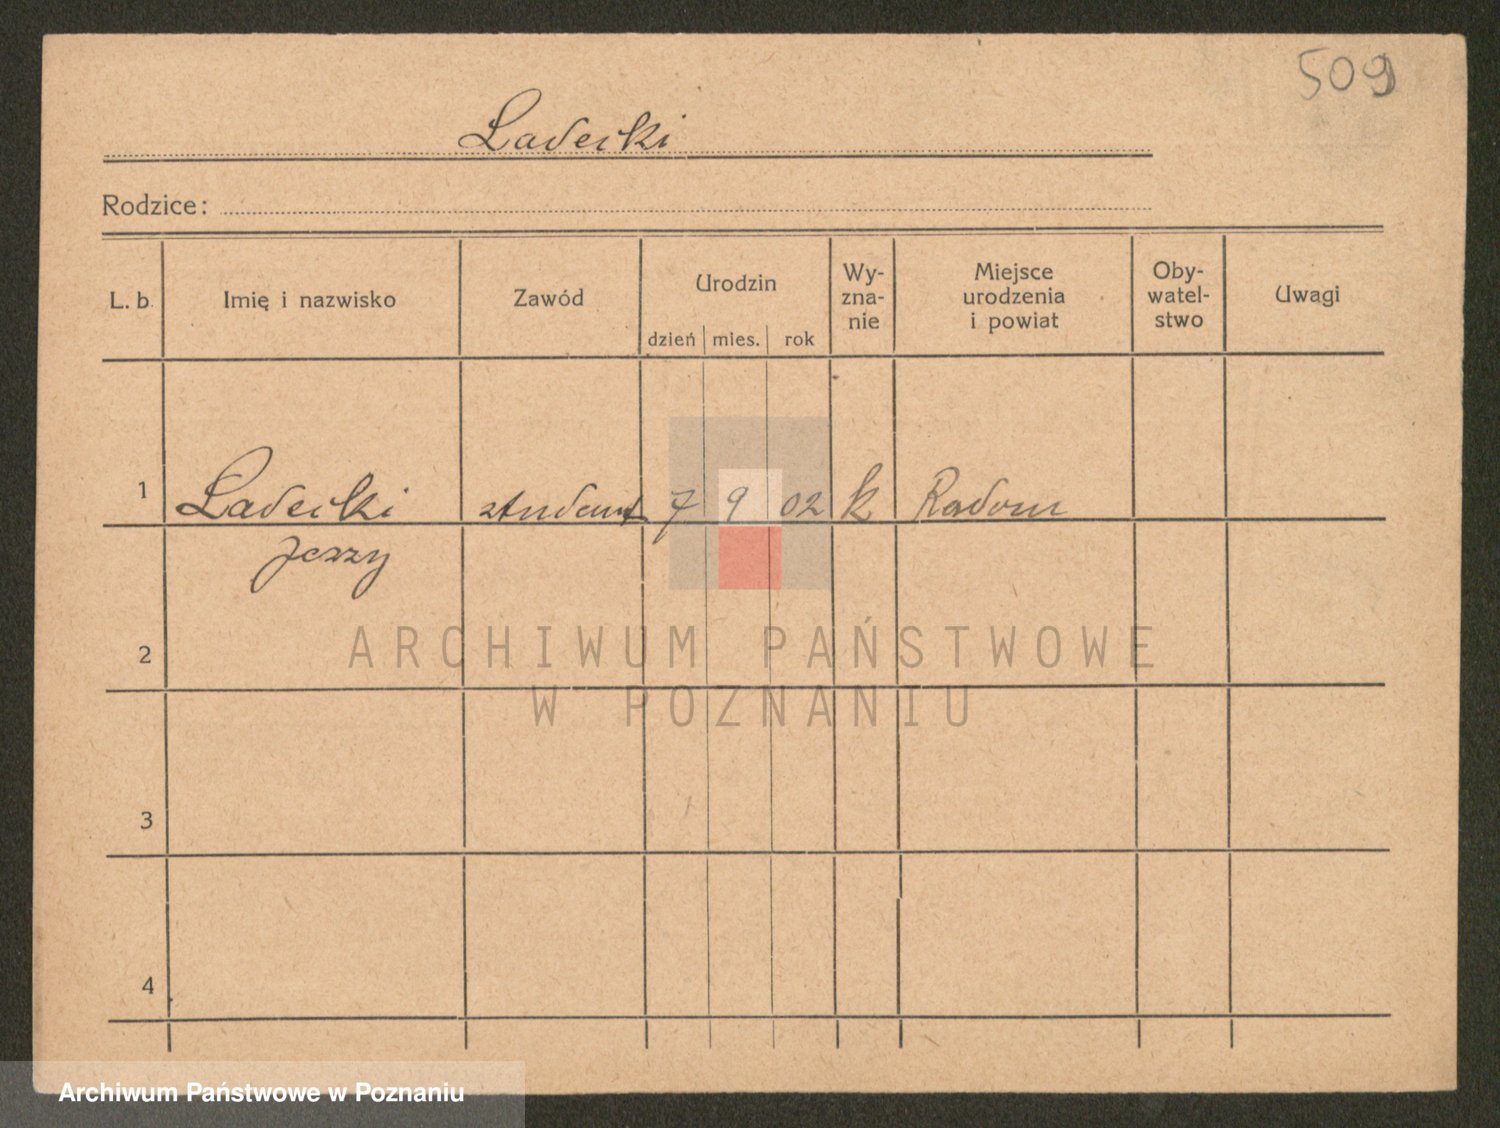 509
Ladecki
Rodzice:
L. b. Imię i nazwisko Zawód Urodzin Wy- Miejsce Oby- Uwagi
zna- urodzenia watel-
nie i powiat stwo
dzień mies. rok
1 Ladecki student 7 9 02 k Radom
Jerzy
2
ARCHIWUM PAŃSTWOWE
W POZNANIU
3
4
Archiwum Państwowe w Poznaniu